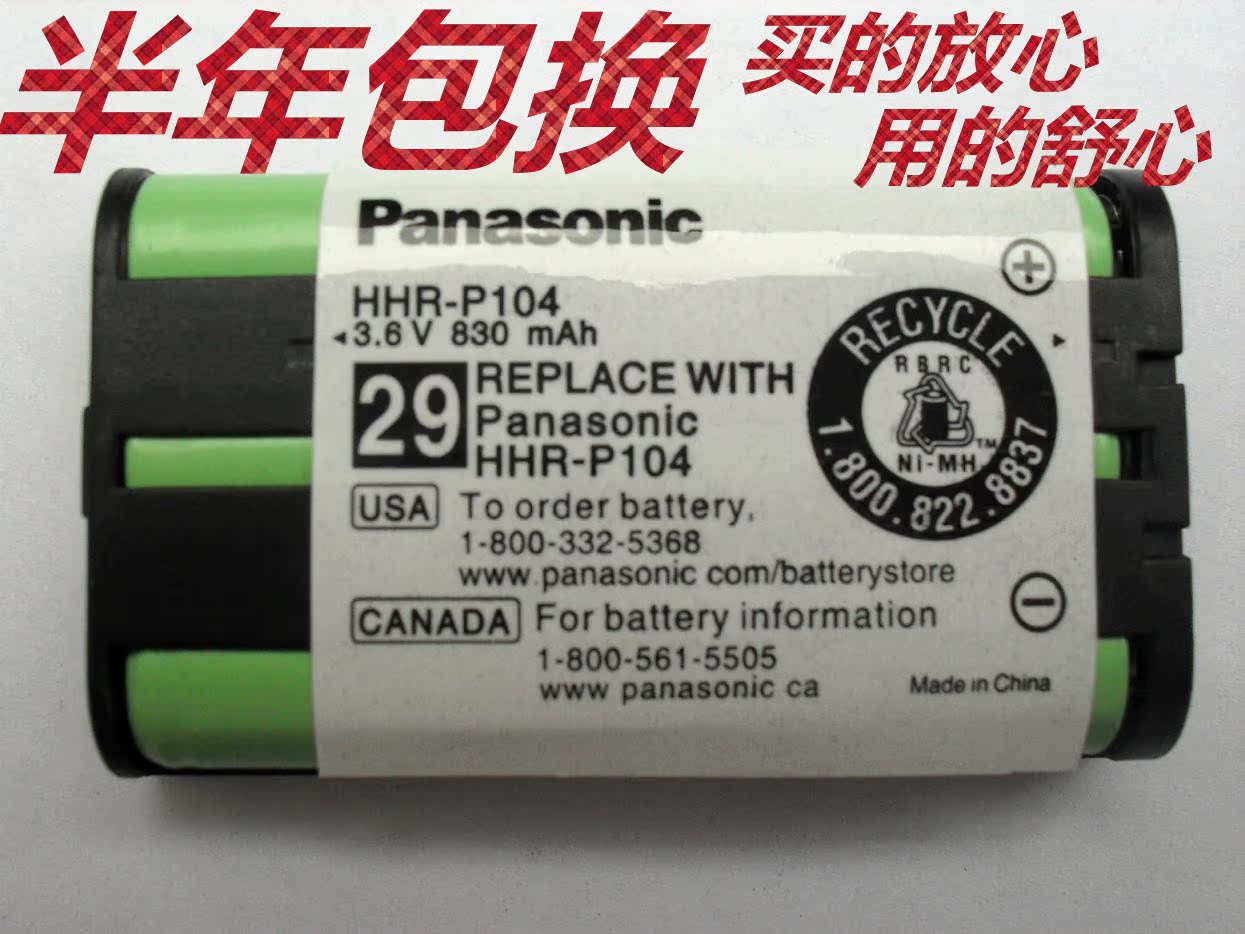 半年包换
买的放心
用的舒心
Panasonic
HHR-P104
3.6 V 830 mAh
29
REPLACE WITH
Panasonic
HHR-P104
RECYCLE
RBRC
TM
NI-MH
1.800.822.8837
USA To order battery,
1-800-332-5368
www.panasonic com/batterystore
CANADA For battery information
1-800-561-5505
www panasonic ca
Made in China
+
−